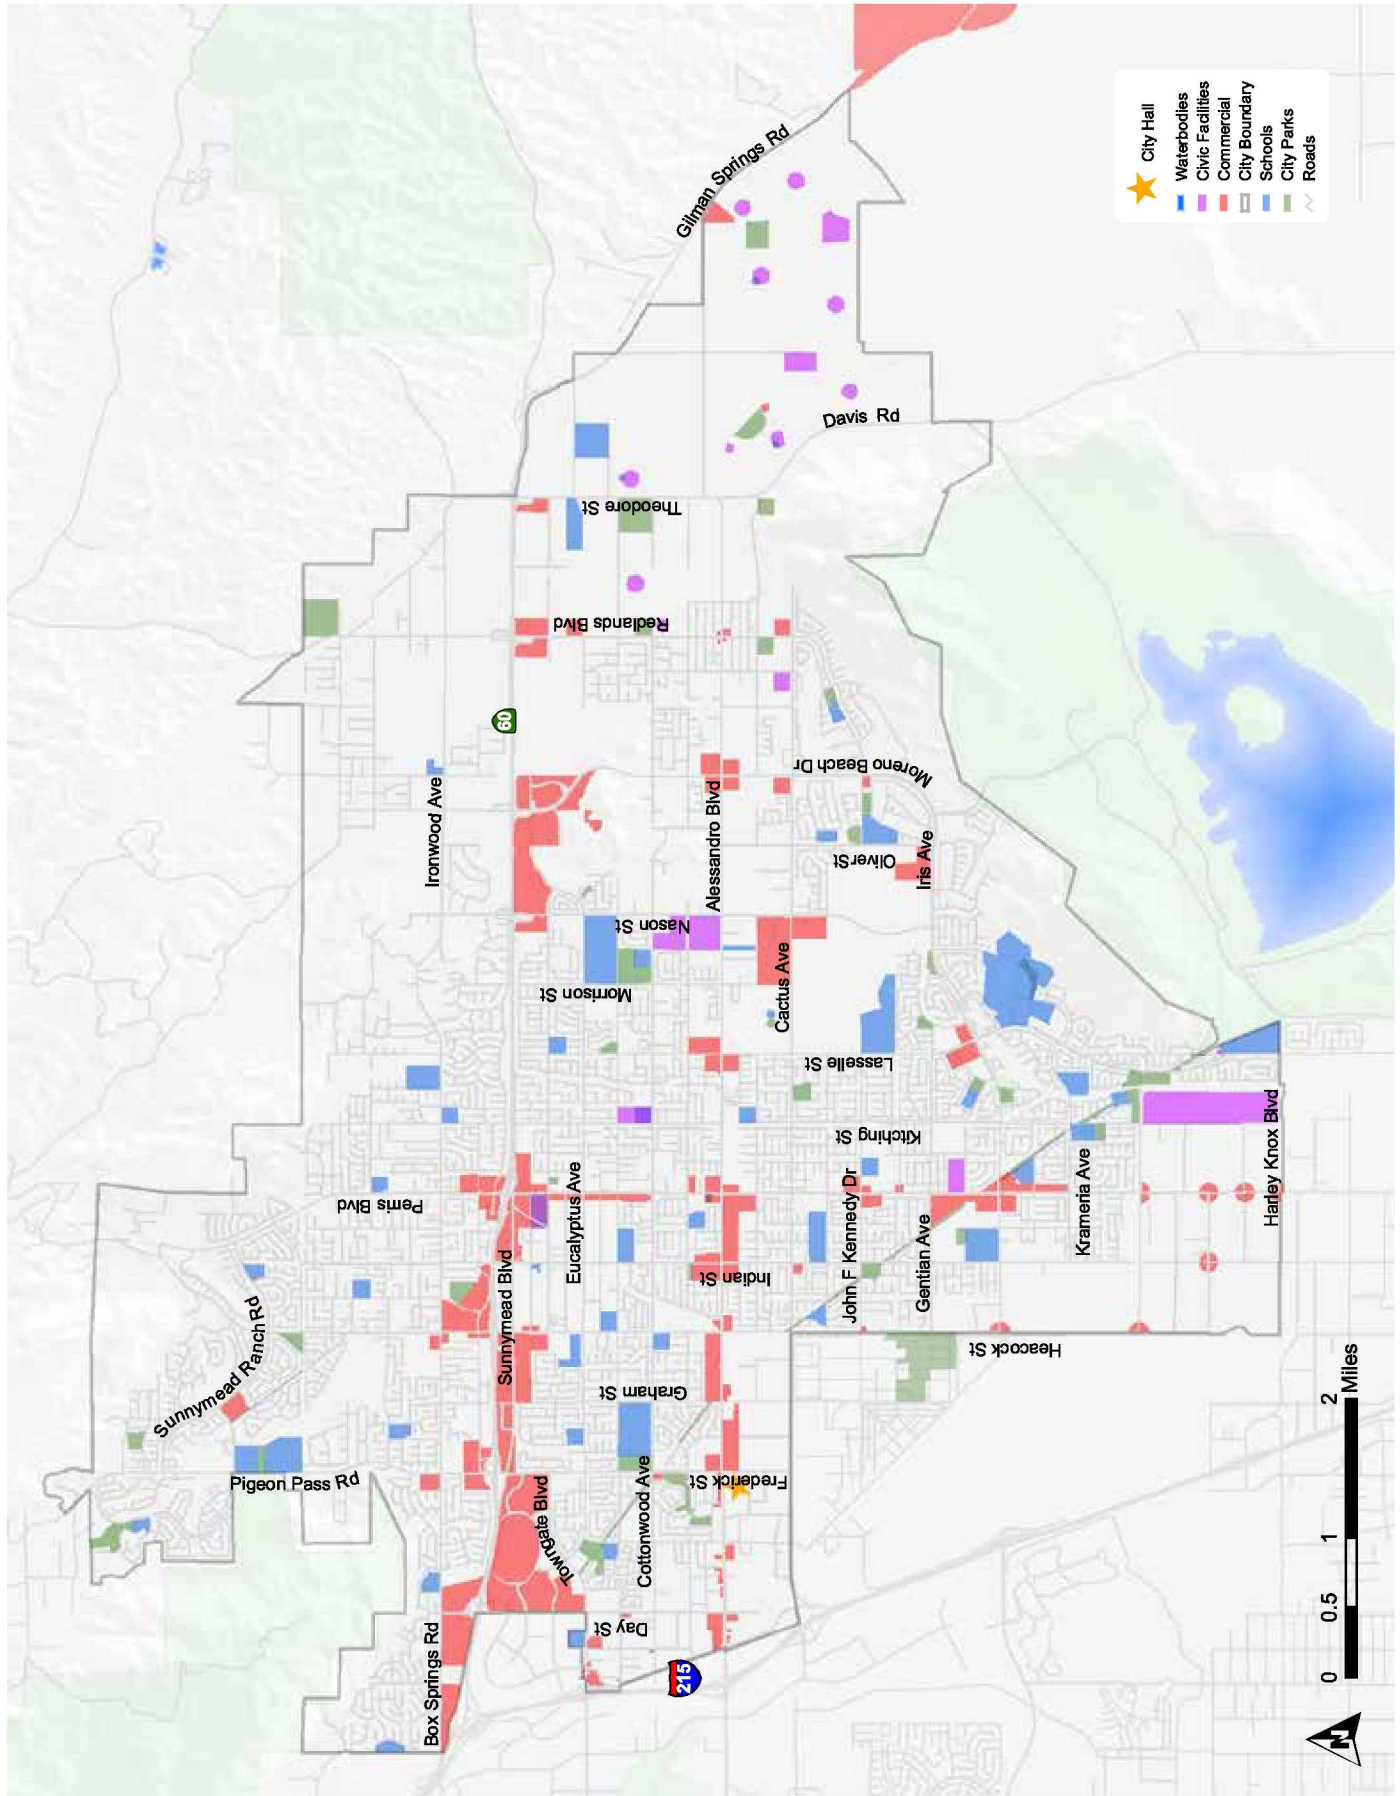 Gilman Springs Rd
City Hall
Waterbodies
Civic Facilities
Commercial
City Boundary
Schools
City Parks
Roads
Davis Rd
Theodore St
Redlands Blvd
60
Moreno Beach Dr
Ironwood Ave
Alessandro Blvd
Oliver St
Iris Ave
Nason St
Morrison St
Cactus Ave
Lasselle St
Kitching St
Harley Knox Blvd
Perris Blvd
Eucalyptus Ave
John F Kennedy Dr
Gentian Ave
Krameria Ave
Sunnymead Blvd
Indian St
Sunnymead Ranch Rd
Heacock St
Graham St
Pigeon Pass Rd
Towngate Blvd
Cottonwood Ave
Frederick St
Day St
Box Springs Rd
215
0 0.5 1 2
Miles
N